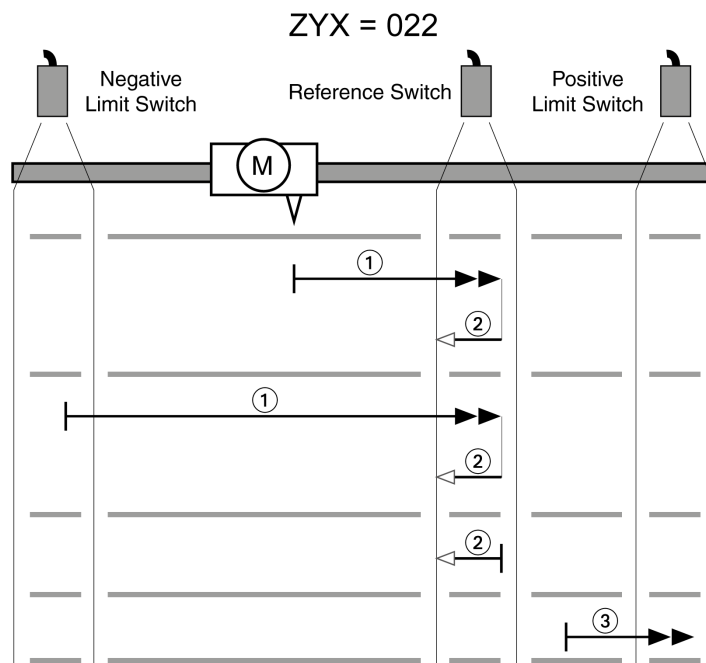 ZYX = 022
Negative
Limit Switch
Reference Switch
Positive
Limit Switch
M
1
2
1
2
2
3